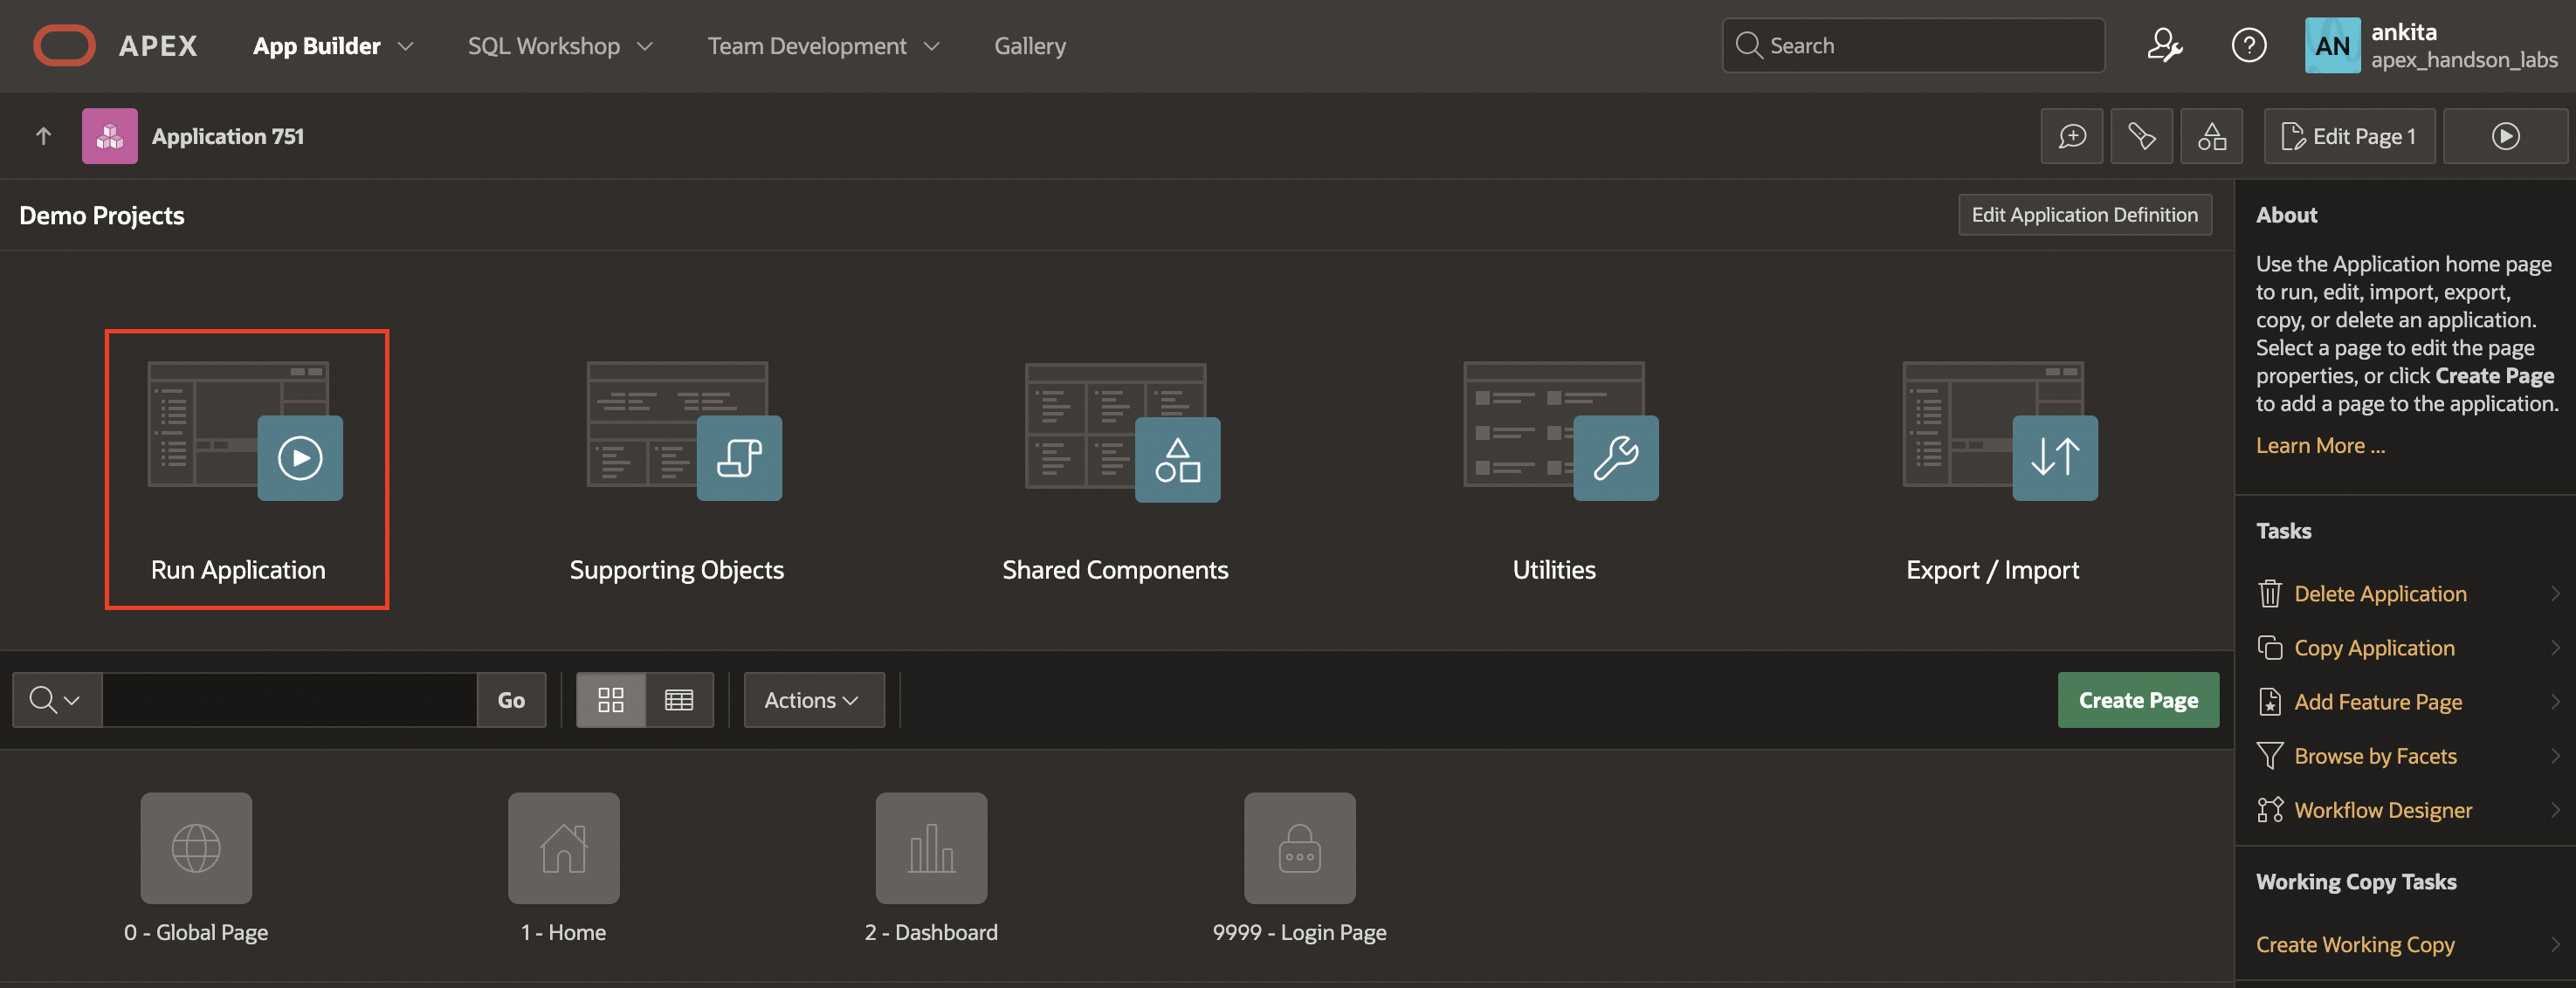 APEX
App Builder
SQL Workshop
Team Development
Gallery
Search
AN
ankita
apex_handson_labs
Application 751
Edit Page 1
Demo Projects
Edit Application Definition
Run Application
Supporting Objects
Shared Components
Utilities
Export / Import
Go
Actions
Create Page
0 - Global Page
1 - Home
2 - Dashboard
9999 - Login Page
About
Use the Application home page
to run, edit, import, export,
copy, or delete an application.
Select a page to edit the page
properties, or click Create Page
to add a page to the application.
Learn More ...
Tasks
Delete Application
Copy Application
Add Feature Page
Browse by Facets
Workflow Designer
Working Copy Tasks
Create Working Copy